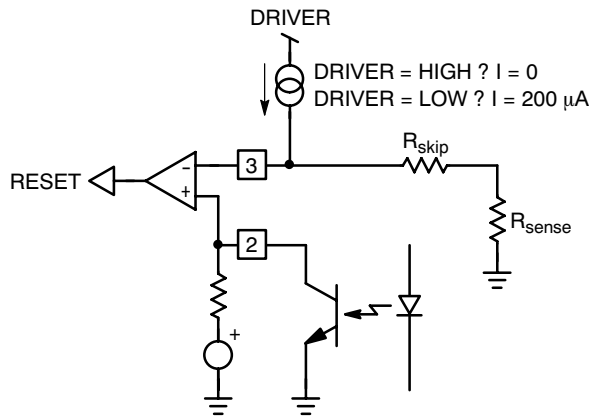 DRIVER
DRIVER = HIGH ? I = 0
DRIVER = LOW ? I = 200 μA
Rskip
3
RESET
-
+
Rsense
2
+